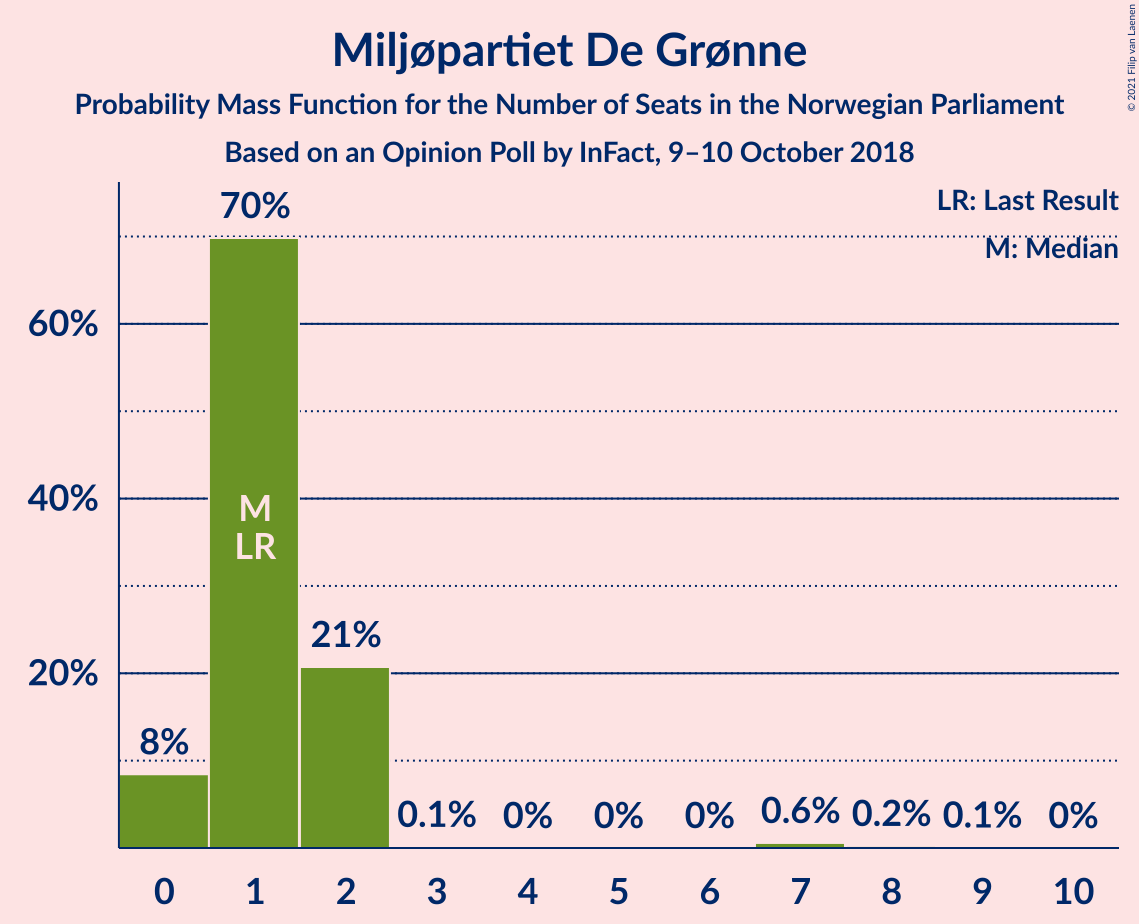 Miljøpartiet De Grønne
Probability Mass Function for the Number of Seats in the Norwegian Parliament
Based on an Opinion Poll by InFact, 9–10 October 2018
© 2021 Filip van Laenen
LR: Last Result
M: Median
70%
60%
40%
M
LR
21%
20%
8%
0.1%
0%
0%
0%
0.6%
0.2%
0.1%
0%
0 1 2 3 4 5 6 7 8 9 10